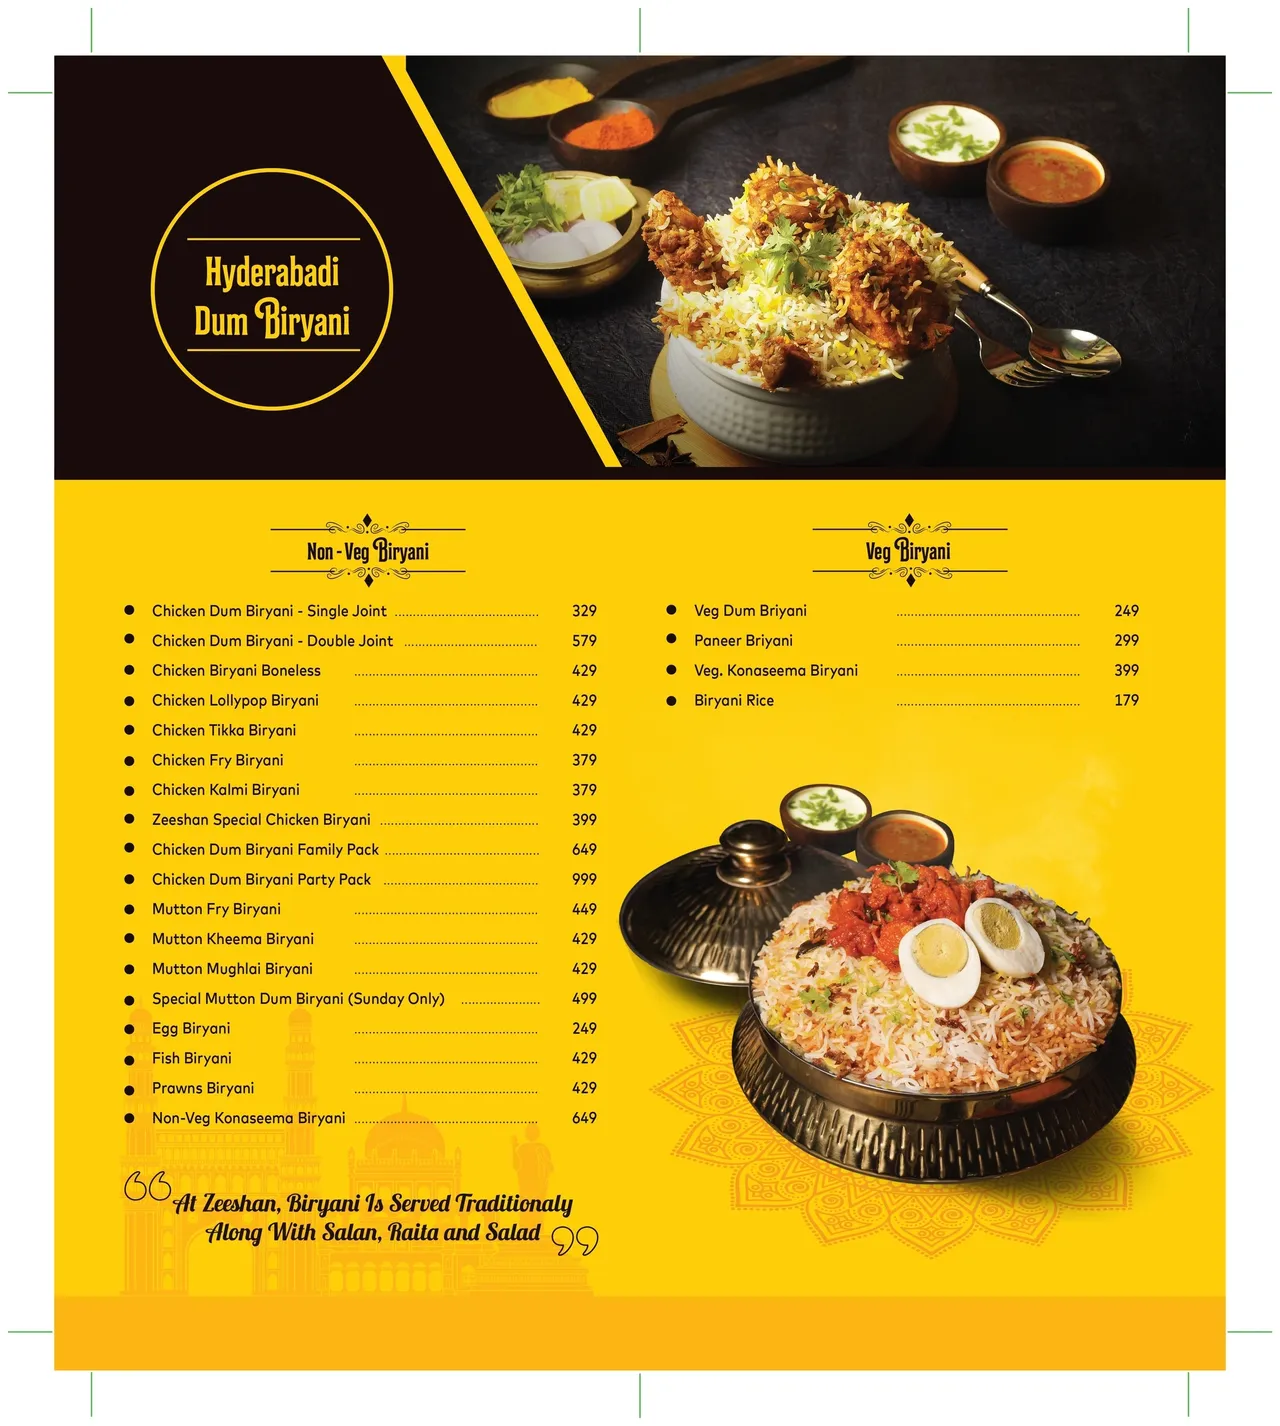 Hyderabadi
Dum Biryani
Non-Veg Biryani
Chicken Dum Biryani - Single Joint 329
Chicken Dum Biryani - Double Joint 579
Chicken Biryani Boneless 429
Chicken Lollypop Biryani 429
Chicken Tikka Biryani 429
Chicken Fry Biryani 379
Chicken Kalmi Biryani 379
Zeeshan Special Chicken Biryani 399
Chicken Dum Biryani Family Pack 649
Chicken Dum Biryani Party Pack 999
Mutton Fry Biryani 449
Mutton Kheema Biryani 429
Mutton Mughlai Biryani 429
Special Mutton Dum Biryani (Sunday Only) 499
Egg Biryani 249
Fish Biryani 429
Prawns Biryani 429
Non-Veg Konaseema Biryani 649
Veg Biryani
Veg Dum Briyani 249
Paneer Briyani 299
Veg. Konaseema Biryani 399
Biryani Rice 179
“At Zeeshan, Biryani Is Served Traditionaly
Along With Salan, Raita and Salad”